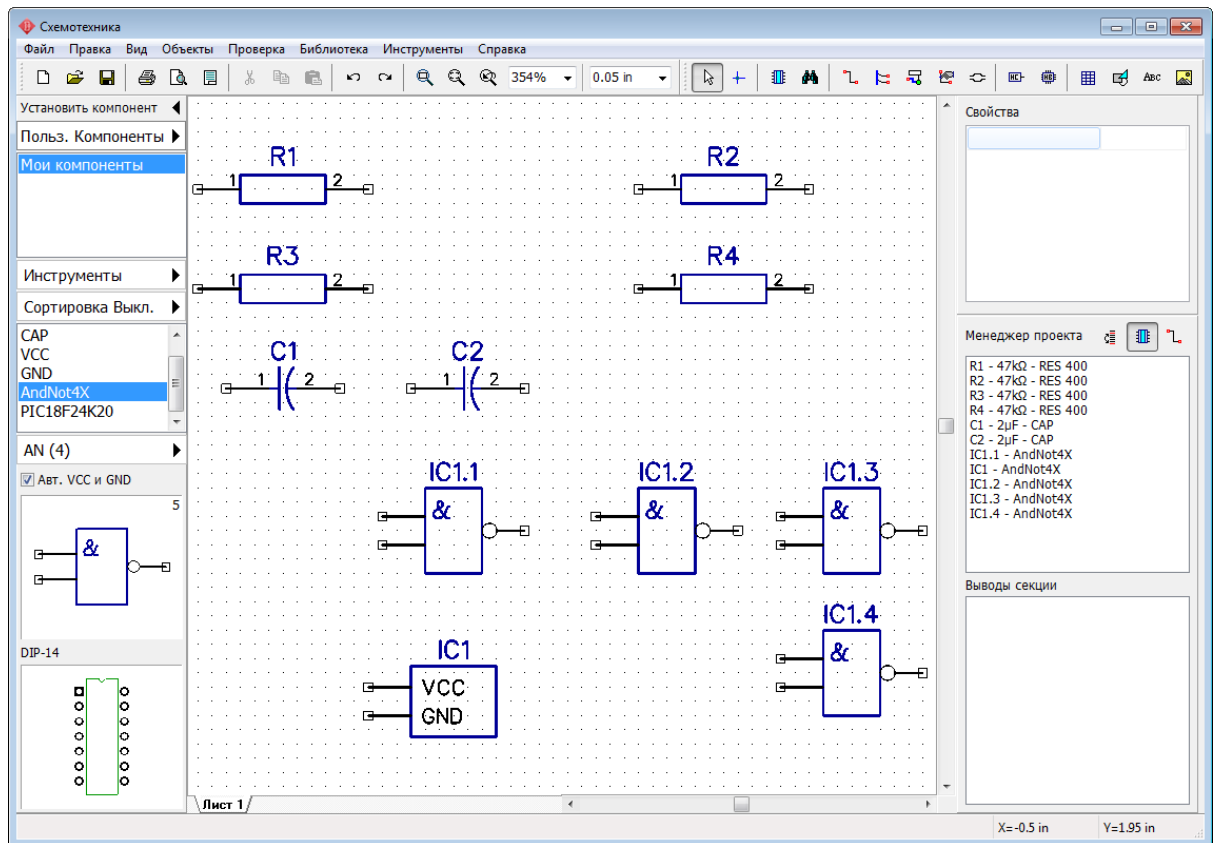 Схемотехника
Файл Правка Вид Объекты Проверка Библиотека Инструменты Справка
354% 0.05 in ABC
Установить компонент
Польз. Компоненты
Мои компоненты
Инструменты
Сортировка Выкл.
CAP
VCC
GND
AndNot4X
PIC18F24K20
AN (4)
Авт. VCC и GND
5
&
DIP-14
R1
1 2
R2
1 2
R3
1 2
R4
1 2
C1
1 2
C2
1 2
IC1.1
&
IC1.2
&
IC1.3
&
IC1.4
&
IC1
VCC
GND
Лист 1
Свойства
Менеджер проекта
R1 - 47kΩ - RES 400
R2 - 47kΩ - RES 400
R3 - 47kΩ - RES 400
R4 - 47kΩ - RES 400
C1 - 2µF - CAP
C2 - 2µF - CAP
IC1.1 - AndNot4X
IC1 - AndNot4X
IC1.2 - AndNot4X
IC1.3 - AndNot4X
IC1.4 - AndNot4X
Выводы секции
X=-0.5 in Y=1.95 in